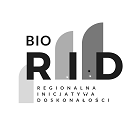 BIO
R.I.D
REGIONALNA
INICJATYWA
DOSKONAŁOŚCI